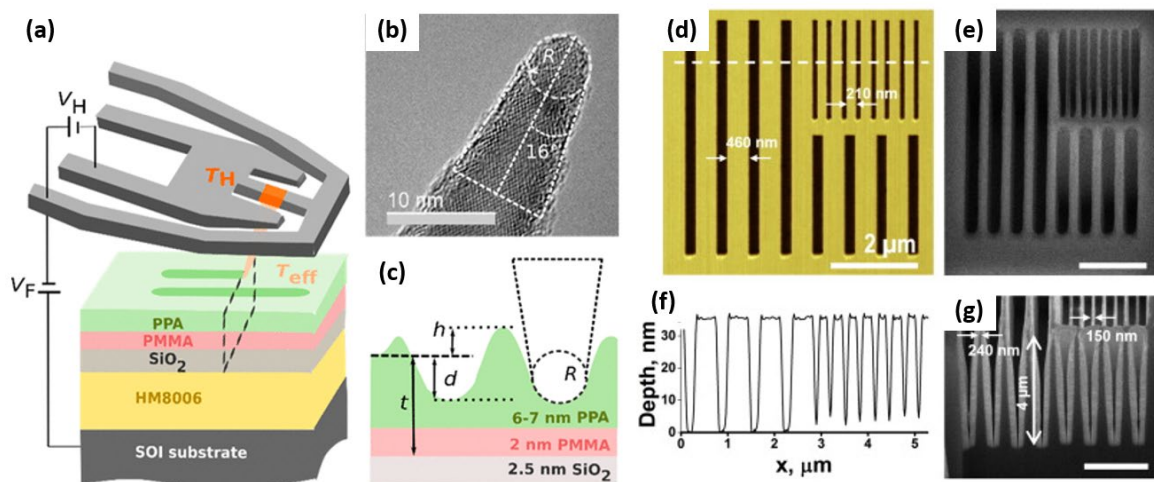 (a)
V_H
T_H
T_eff
V_F
PPA
PMMA
SiO₂
HM8006
SOI substrate
(b)
R
16°
10 nm
(c)
h
d
t
R
6-7 nm PPA
2 nm PMMA
2.5 nm SiO₂
(d)
210 nm
460 nm
2 μm
(e)
(f)
Depth, nm
30
20
10
0
0 1 2 3 4 5
x, μm
(g)
240 nm
150 nm
4 μm